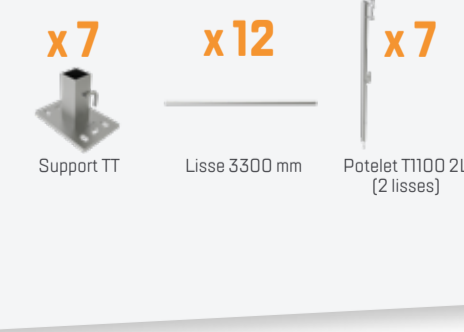 x 7
x 12
x 7
Support TT
Lisse 3300 mm
Potelet T1100 2L
(2 lisses)